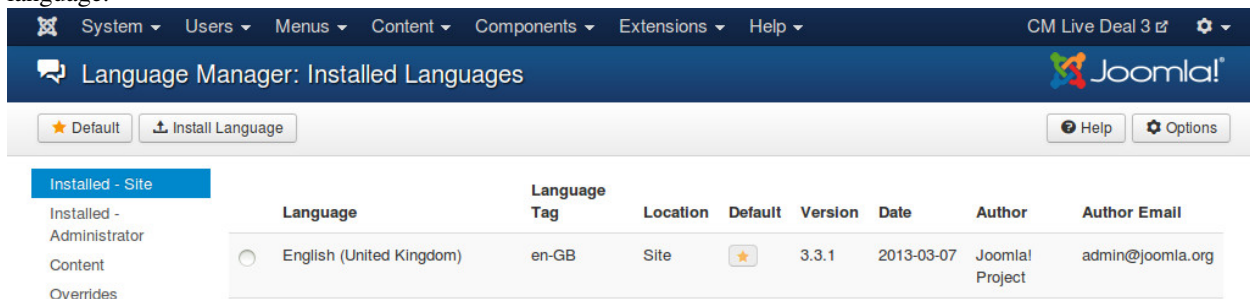 language.
System Users Menus Content Components Extensions Help CM Live Deal 3
Language Manager: Installed Languages Joomla!®
Default Install Language Help Options
Installed - Site
Installed -
Administrator
Content
Overrides
Language Language
Tag Location Default Version Date Author Author Email
English (United Kingdom) en-GB Site 3.3.1 2013-03-07 Joomla!
Project admin@joomla.org